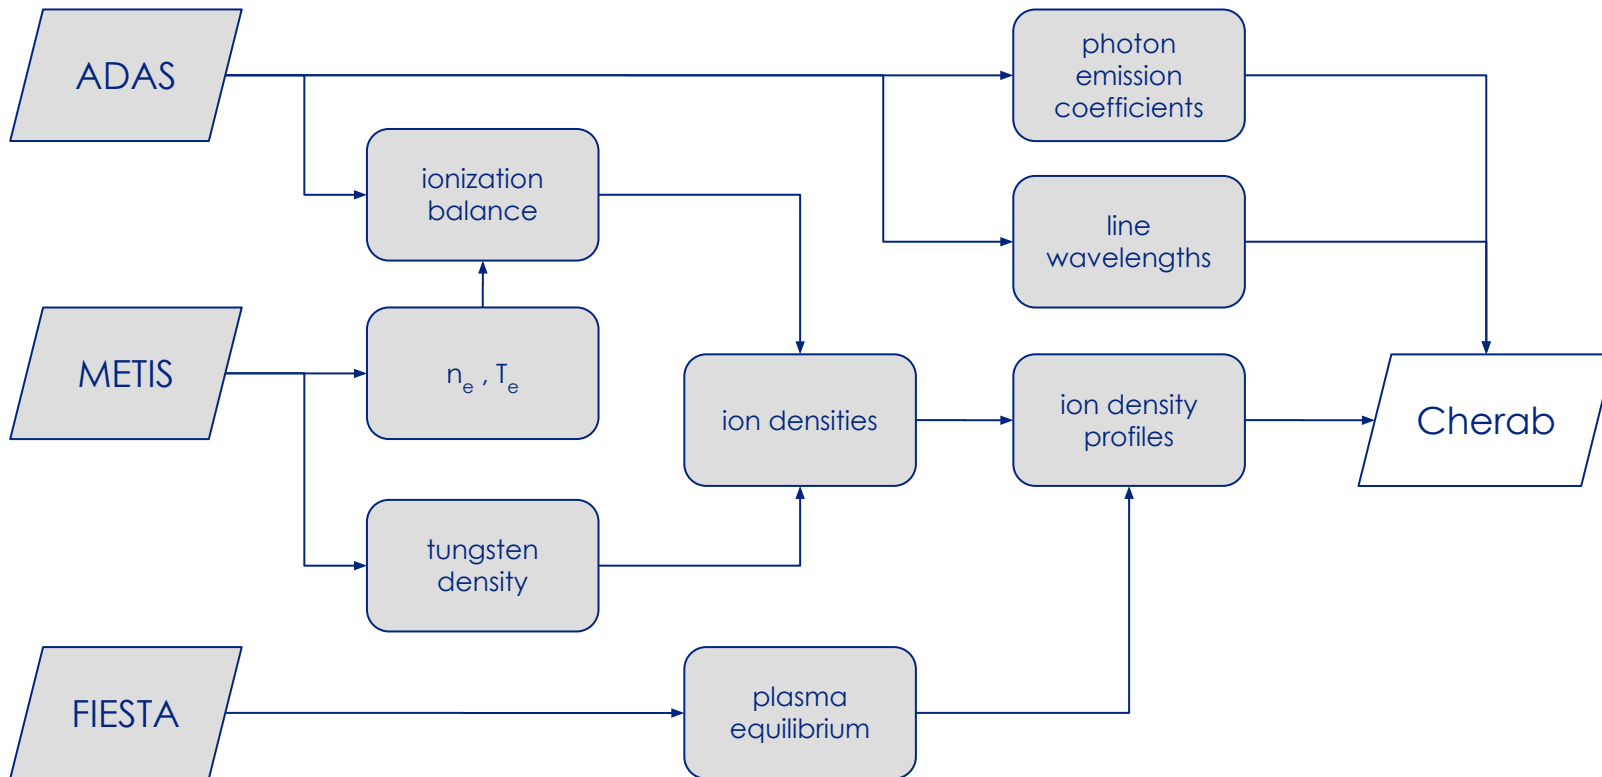 ADAS
photon
emission
coefficients
ionization
balance
line
wavelengths
METIS
nₑ , Tₑ
ion densities
ion density
profiles
Cherab
tungsten
density
FIESTA
plasma
equilibrium